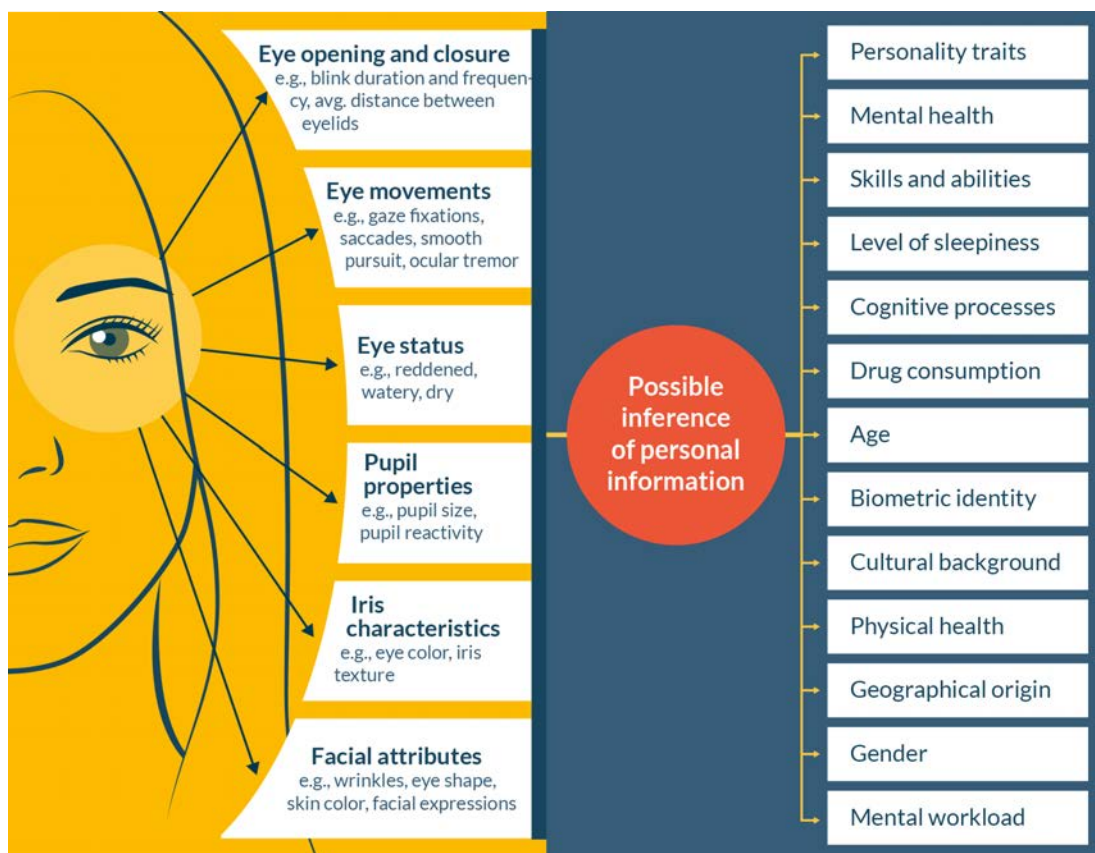 Eye opening and closure
e.g., blink duration and frequen-
cy, avg. distance between
eyelids
Eye movements
e.g., gaze fixations,
saccades, smooth
pursuit, ocular tremor
Eye status
e.g., reddened,
watery, dry
Pupil
properties
e.g., pupil size,
pupil reactivity
Iris
characteristics
e.g., eye color, iris
texture
Facial attributes
e.g., wrinkles, eye shape,
skin color, facial expressions
Possible
inference
of personal
information
Personality traits
Mental health
Skills and abilities
Level of sleepiness
Cognitive processes
Drug consumption
Age
Biometric identity
Cultural background
Physical health
Geographical origin
Gender
Mental workload